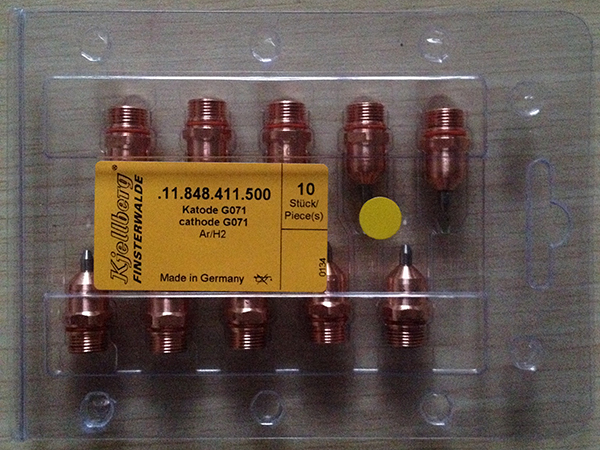 Kjellberg®
FINSTERWALDE
.11.848.411.500
Katode G071
cathode G071
Ar/H2
Made in Germany
10
Stück/
Piece(s)
0134